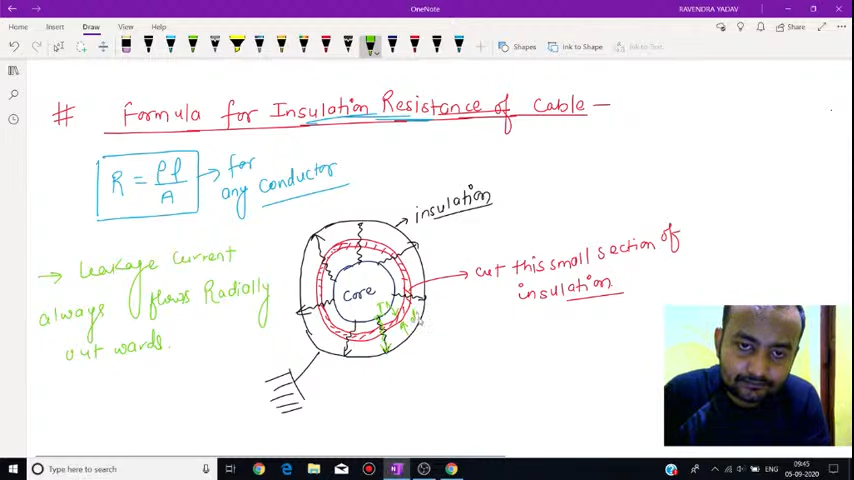 OneNote
RAVENDRA YADAV
Home Insert Draw View Help
Share
Shapes Ink to Shape Ink to Text
# Formula for Insulation Resistance of Cable —
R = ρl/A → for any conductor
→ insulation
→ Leakage current always flows Radially out wards.
Core
→ cut this small section of insulation
Type here to search
ENG
09:45
05-09-2020